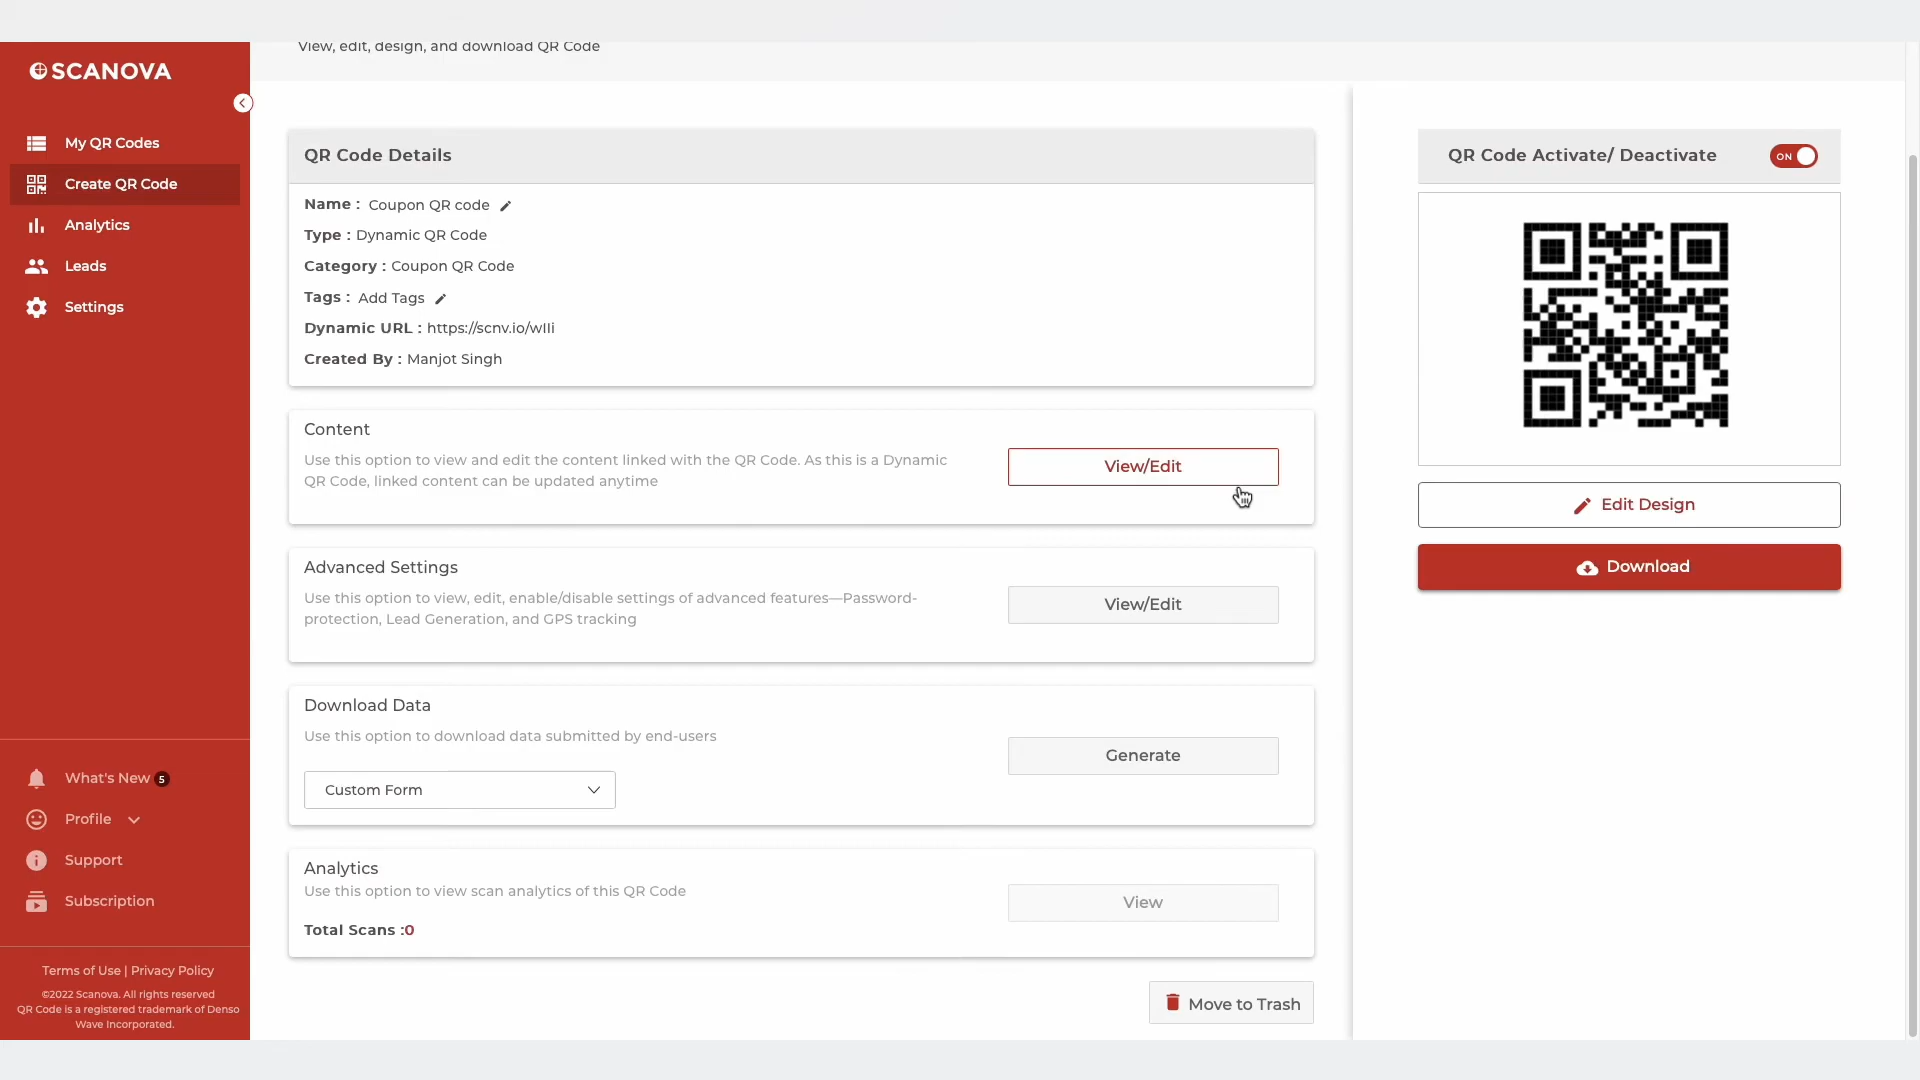 View, edit, design, and download QR Code
SCANOVA
My QR Codes
Create QR Code
Analytics
Leads
Settings
What's New 5
Profile
Support
Subscription
Terms of Use | Privacy Policy
©2022 Scanova. All rights reserved
QR Code is a registered trademark of Denso
Wave Incorporated.
QR Code Details
Name : Coupon QR code
Type : Dynamic QR Code
Category : Coupon QR Code
Tags : Add Tags
Dynamic URL : https://scnv.io/wIIi
Created By : Manjot Singh
Content
Use this option to view and edit the content linked with the QR Code. As this is a Dynamic
QR Code, linked content can be updated anytime
View/Edit
Advanced Settings
Use this option to view, edit, enable/disable settings of advanced features—Password-
protection, Lead Generation, and GPS tracking
View/Edit
Download Data
Use this option to download data submitted by end-users
Custom Form
Generate
Analytics
Use this option to view scan analytics of this QR Code
Total Scans :0
View
Move to Trash
QR Code Activate/ Deactivate
ON
Edit Design
Download